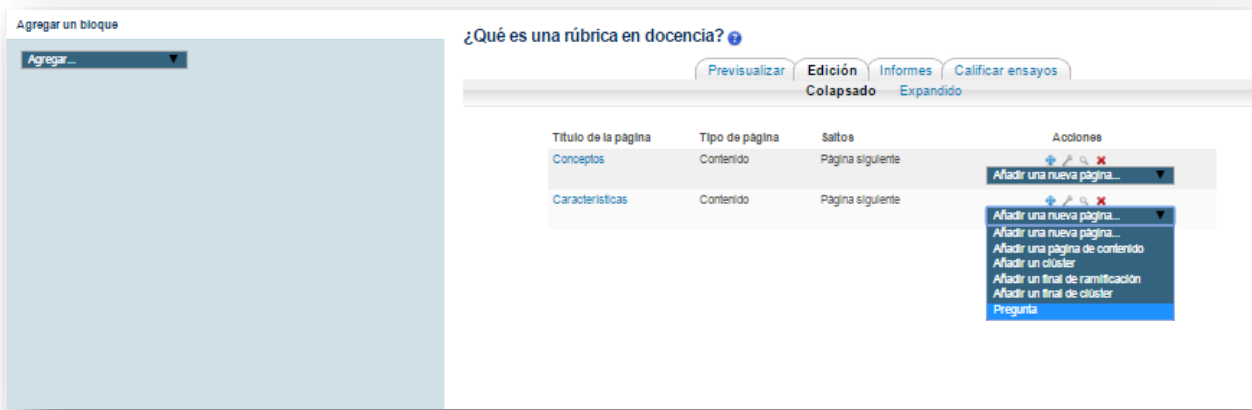 Agregar un bloque
Agregar...
¿Qué es una rúbrica en docencia?
Previsualizar Edición Informes Calificar ensayos
Colapsado Expandido
Título de la página Tipo de página Saltos Acciones
Conceptos Contenido Página siguiente
Añadir una nueva página...
Características Contenido Página siguiente
Añadir una nueva página...
Añadir una nueva página...
Añadir una página de contenido
Añadir un clúster
Añadir un final de ramificación
Añadir un final de clúster
Pregunta